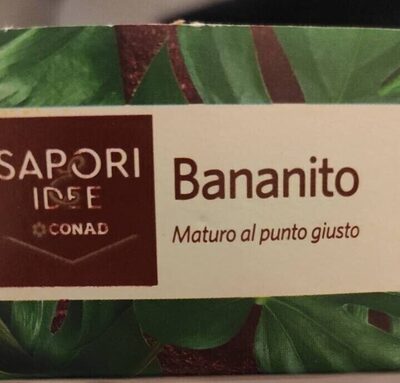 SAPORI
IDEE
CONAD
Bananito
Maturo al punto giusto